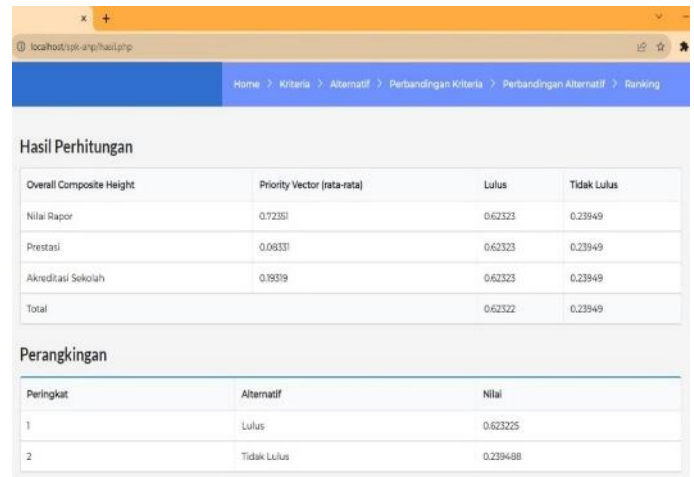 localhost/spk-ahp/hasil.php
Home > Kriteria > Alternatif > Perbandingan Kriteria > Perbandingan Alternatif > Ranking
Hasil Perhitungan
Overall Composite Height Priority Vector (rata-rata) Lulus Tidak Lulus
Nilai Rapor 0.72351 0.62323 0.23949
Prestasi 0.08331 0.62323 0.23949
Akreditasi Sekolah 0.19319 0.62323 0.23949
Total 0.62322 0.23949
Perangkingan
Peringkat Alternatif Nilai
1 Lulus 0.623225
2 Tidak Lulus 0.239488